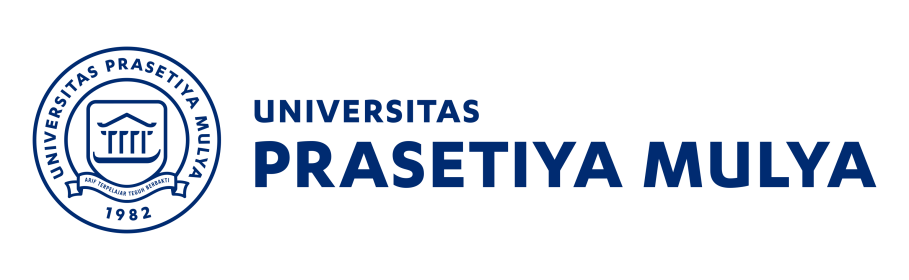 UNIVERSITAS PRASETIYA MULYA
ARIF TERPELAJAR TEGUH BERBAKTI
1982
UNIVERSITAS
PRASETIYA MULYA